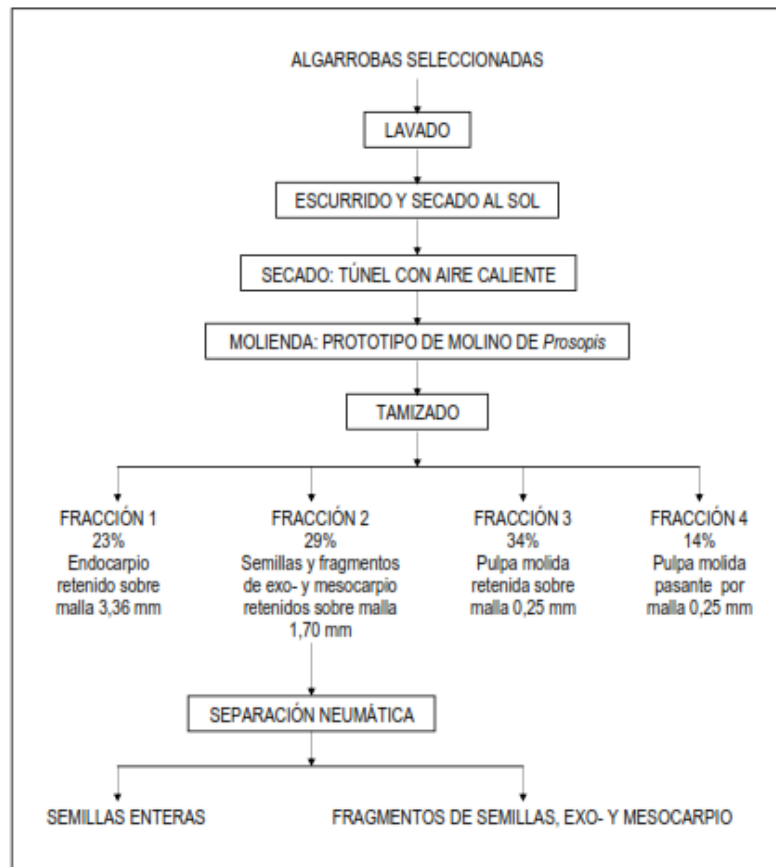 ALGARROBAS SELECCIONADAS
LAVADO
ESCURRIDO Y SECADO AL SOL
SECADO: TÚNEL CON AIRE CALIENTE
MOLIENDA: PROTOTIPO DE MOLINO DE Prosopis
TAMIZADO
FRACCIÓN 1
23%
Endocarpio
retenido sobre
malla 3,36 mm
FRACCIÓN 2
29%
Semillas y fragmentos
de exo- y mesocarpio
retenidos sobre malla
1,70 mm
FRACCIÓN 3
34%
Pulpa molida
retenida sobre
malla 0,25 mm
FRACCIÓN 4
14%
Pulpa molida
pasante por
malla 0,25 mm
SEPARACIÓN NEUMÁTICA
SEMILLAS ENTERAS
FRAGMENTOS DE SEMILLAS, EXO- Y MESOCARPIO